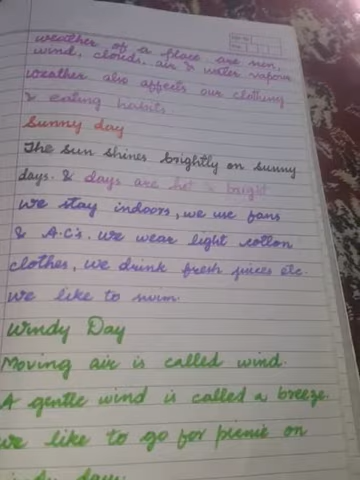 weather of a place are sun,
wind, clouds, air & water vapour
weather also affects our clothing
& eating habits.
Sunny day
The sun shines brightly on sunny
days. & days are hot & bright
we stay indoors, we use fans
& A.C's. we wear light cotton
clothes, we drink fresh juices etc.
we like to swim.
Windy Day
Moving air is called wind.
A gentle wind is called a breeze.
we like to go for picnic on
days